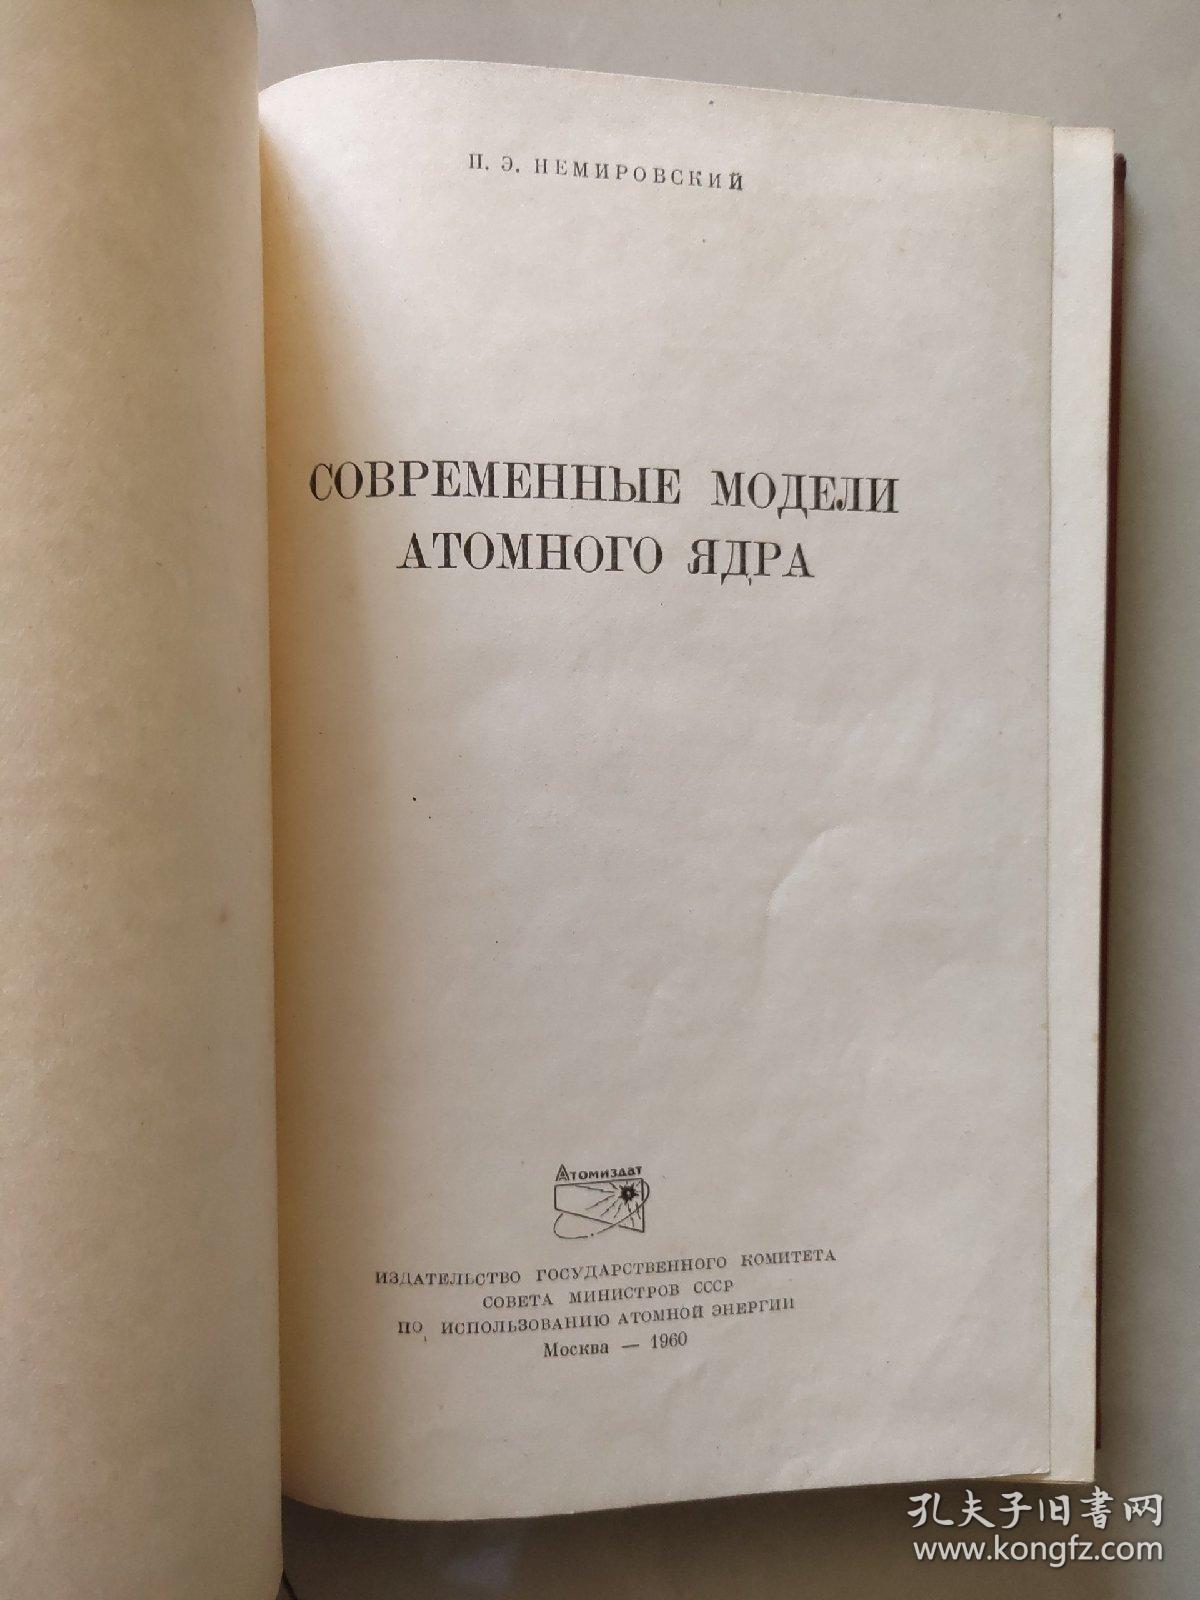 П. Э. НЕМИРОВСКИЙ
СОВРЕМЕННЫЕ МОДЕЛИ
АТОМНОГО ЯДРА
Атомиздат
ИЗДАТЕЛЬСТВО ГОСУДАРСТВЕННОГО КОМИТЕТА
СОВЕТА МИНИСТРОВ СССР
ПО ИСПОЛЬЗОВАНИЮ АТОМНОЙ ЭНЕРГИИ
Москва — 1960
孔夫子旧书网
www.kongfz.com